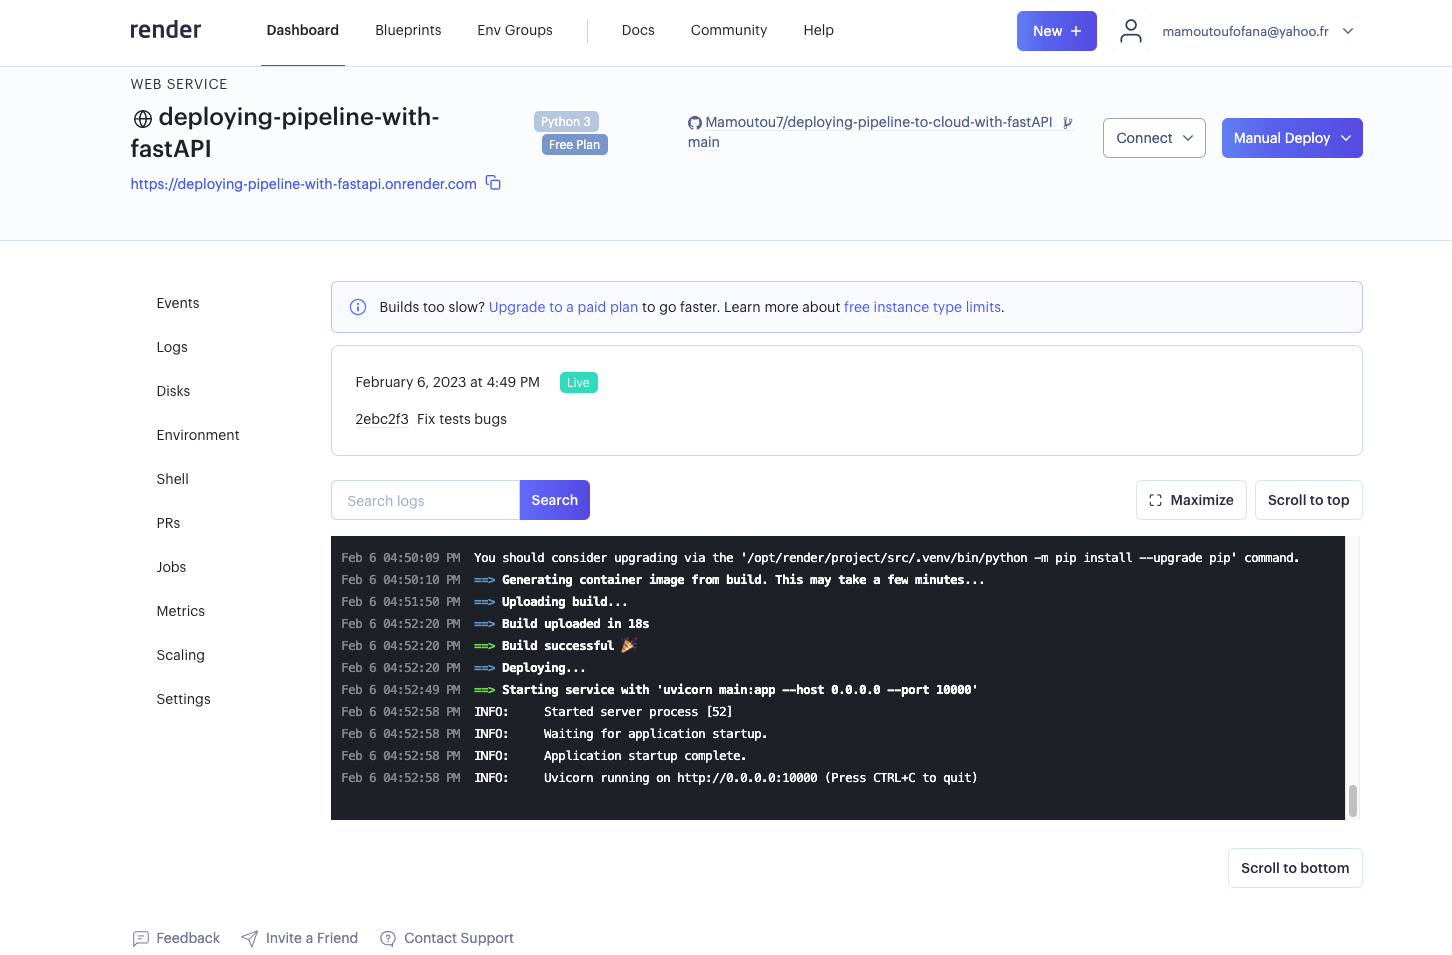 render
Dashboard
Blueprints
Env Groups
Docs
Community
Help
New +
mamoutoufofana@yahoo.fr
WEB SERVICE
deploying-pipeline-with-
fastAPI
Python 3
Free Plan
Mamoutou7/deploying-pipeline-to-cloud-with-fastAPI
main
Connect
Manual Deploy
https://deploying-pipeline-with-fastapi.onrender.com
Events
Logs
Disks
Environment
Shell
PRs
Jobs
Metrics
Scaling
Settings
Builds too slow? Upgrade to a paid plan to go faster. Learn more about free instance type limits.
February 6, 2023 at 4:49 PM Live
2ebc2f3 Fix tests bugs
Search logs
Search
Maximize
Scroll to top
Feb 6 04:50:09 PM You should consider upgrading via the '/opt/render/project/src/.venv/bin/python -m pip install --upgrade pip' command.
Feb 6 04:50:10 PM ==> Generating container image from build. This may take a few minutes...
Feb 6 04:51:50 PM ==> Uploading build...
Feb 6 04:52:20 PM ==> Build uploaded in 18s
Feb 6 04:52:20 PM ==> Build successful 🎉
Feb 6 04:52:20 PM ==> Deploying...
Feb 6 04:52:49 PM ==> Starting service with 'uvicorn main:app --host 0.0.0.0 --port 10000'
Feb 6 04:52:58 PM INFO: Started server process [52]
Feb 6 04:52:58 PM INFO: Waiting for application startup.
Feb 6 04:52:58 PM INFO: Application startup complete.
Feb 6 04:52:58 PM INFO: Uvicorn running on http://0.0.0.0:10000 (Press CTRL+C to quit)
Scroll to bottom
Feedback
Invite a Friend
Contact Support